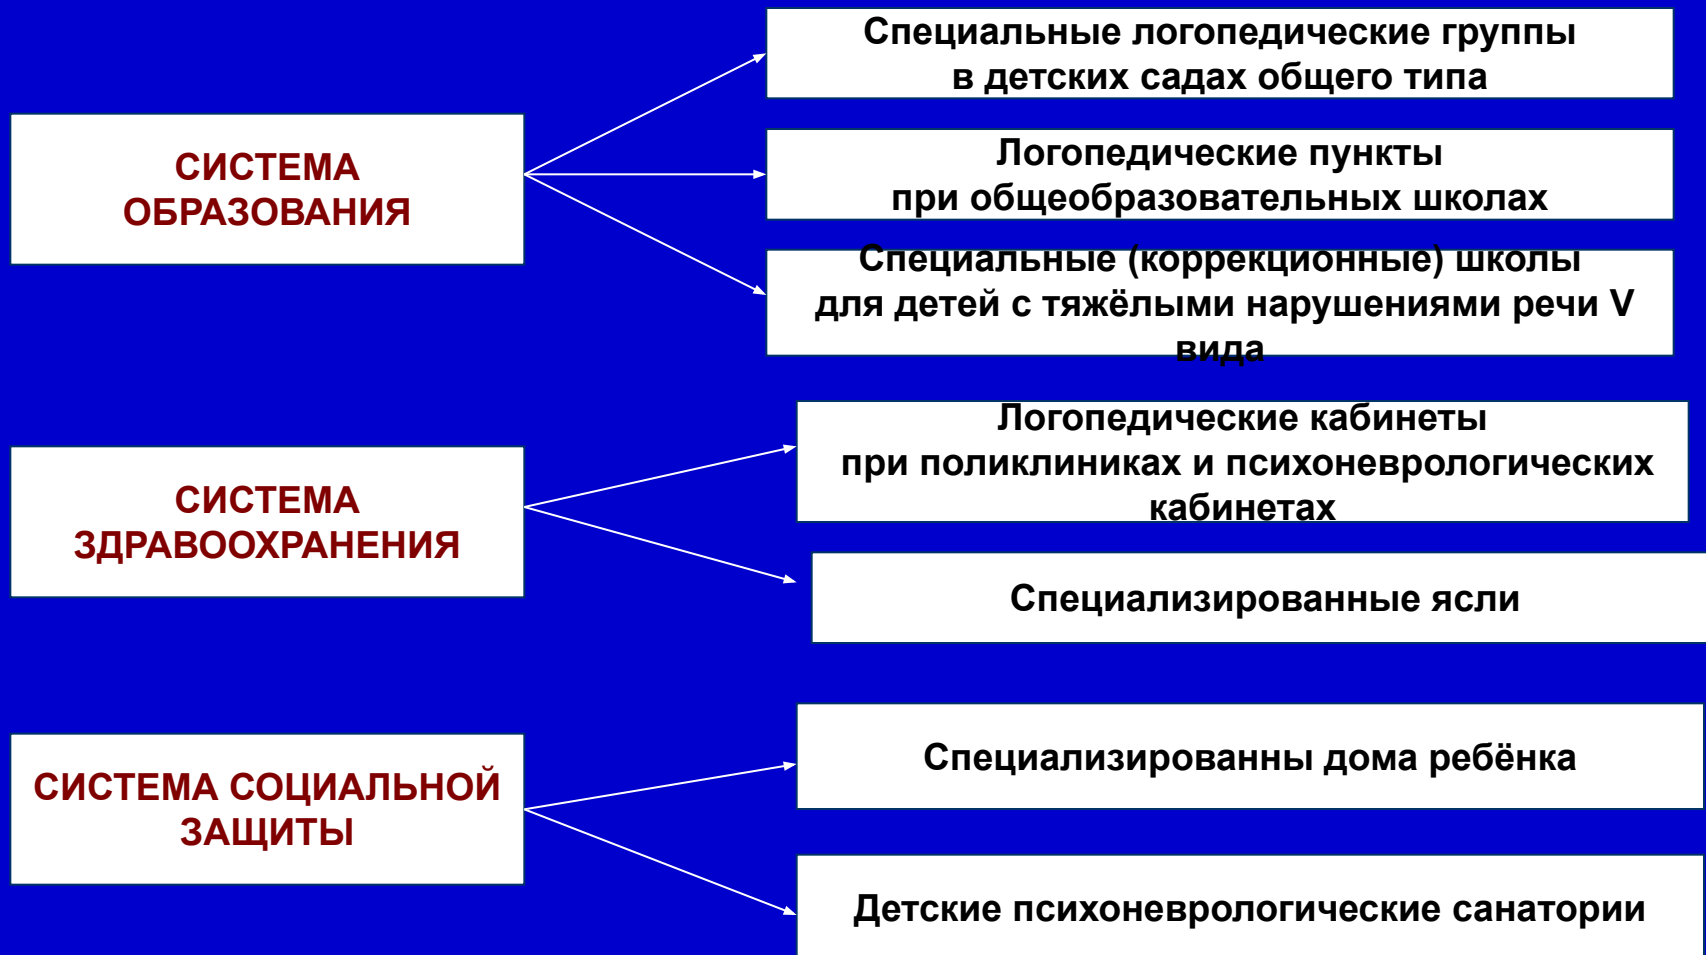 Специальные логопедические группы
в детских садах общего типа
СИСТЕМА
ОБРАЗОВАНИЯ
Логопедические пункты
при общеобразовательных школах
Специальные (коррекционные) школы
для детей с тяжёлыми нарушениями речи V
вида
СИСТЕМА
ЗДРАВООХРАНЕНИЯ
Логопедические кабинеты
при поликлиниках и психоневрологических
кабинетах
Специализированные ясли
СИСТЕМА СОЦИАЛЬНОЙ
ЗАЩИТЫ
Специализированны дома ребёнка
Детские психоневрологические санатории